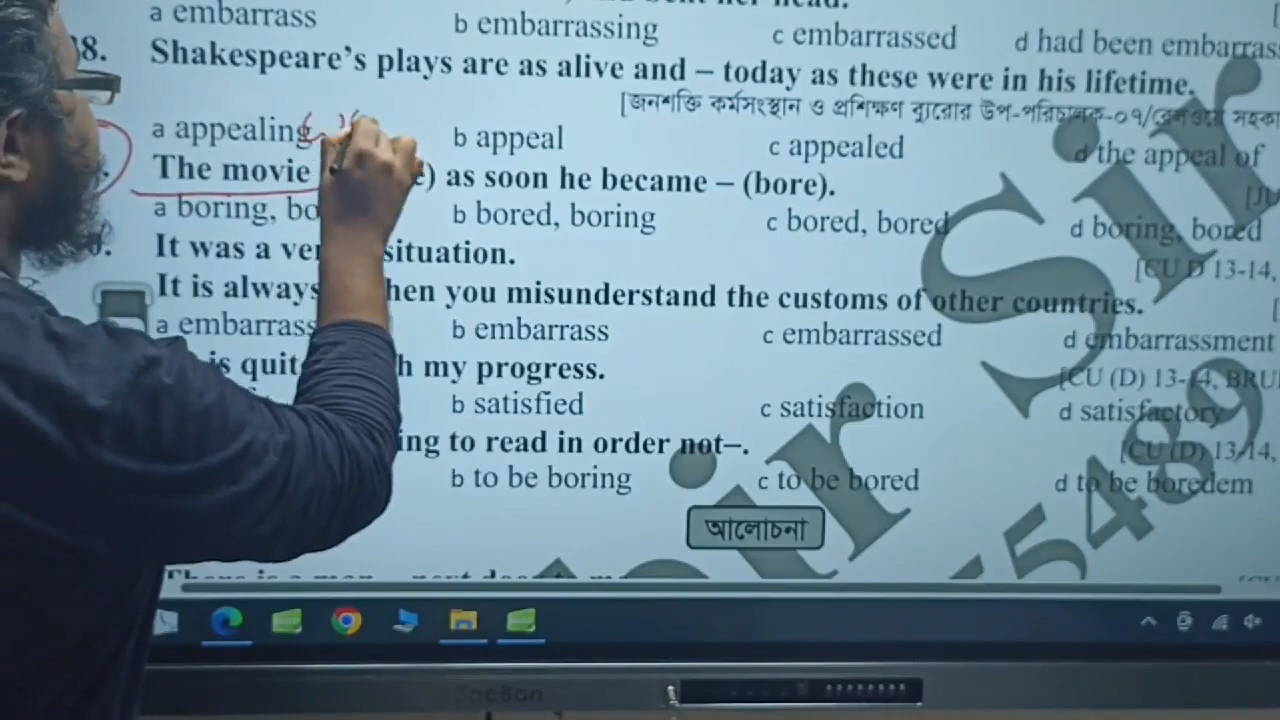 a embarrass b embarrassing c embarrassed d had been embarras
38. Shakespeare's plays are as alive and – today as these were in his lifetime.
[জনশক্তি কর্মসংস্থান ও প্রশিক্ষণ ব্যুরোর উপ-পরিচালক-০৭/
a appealing b appeal c appealed d the appeal of
The movie e) as soon he became – (bore).
[JU
a boring, bo b bored, boring c bored, bored d boring, bored
It was a ver situation.
[CU D 13-14,
It is always hen you misunderstand the customs of other countries.
a embarrass b embarrass c embarrassed d embarrassment
is quit h my progress.
[CU (D) 13-14, BRU
b satisfied c satisfaction d satisfactory
ing to read in order not–.
[CU (D) 13-14,
b to be boring c to be bored d to be boredem
আলোচনা
Sir
ir
5489